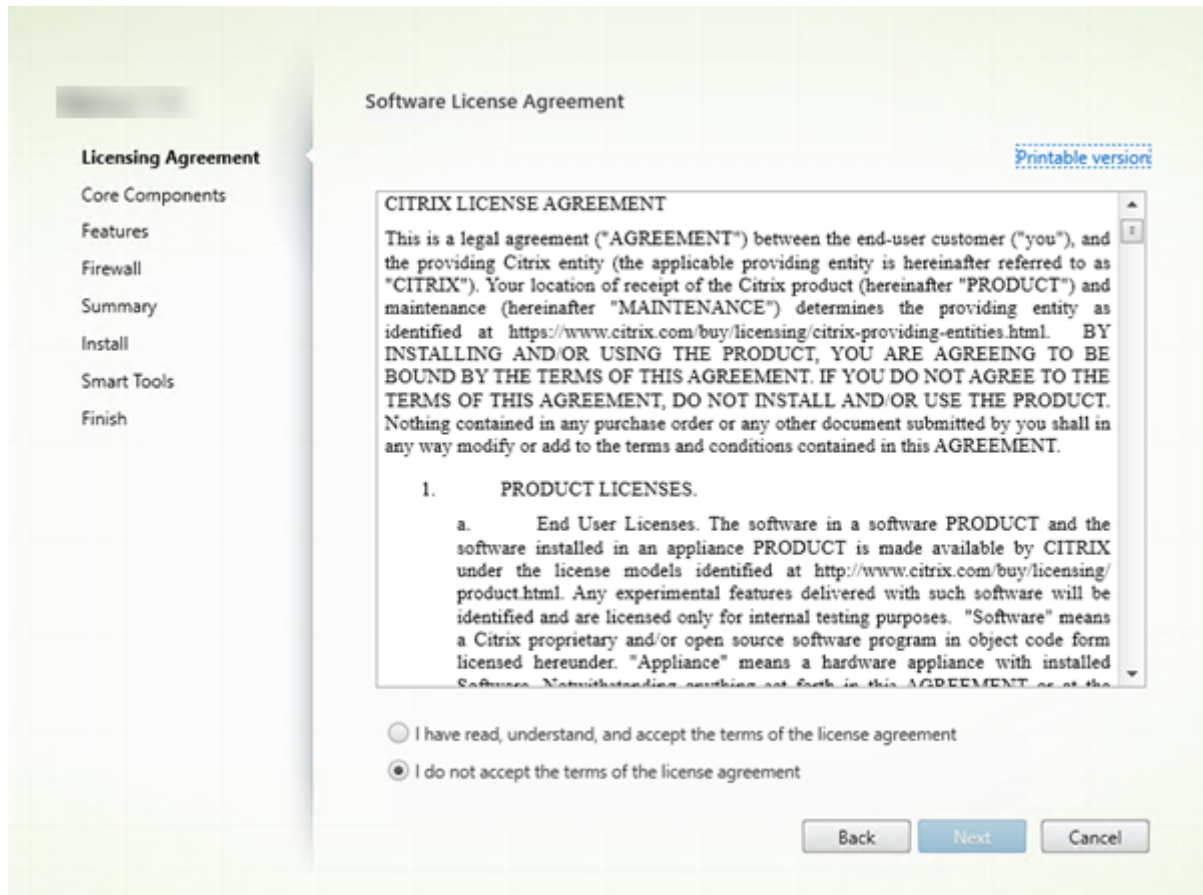 Software License Agreement
Licensing Agreement
Printable version
Core Components
Features
Firewall
Summary
Install
Smart Tools
Finish
CITRIX LICENSE AGREEMENT
This is a legal agreement ("AGREEMENT") between the end-user customer ("you"), and
the providing Citrix entity (the applicable providing entity is hereinafter referred to as
"CITRIX"). Your location of receipt of the Citrix product (hereinafter "PRODUCT") and
maintenance (hereinafter "MAINTENANCE") determines the providing entity as
identified at https://www.citrix.com/buy/licensing/citrix-providing-entities.html. BY
INSTALLING AND/OR USING THE PRODUCT, YOU ARE AGREEING TO BE
BOUND BY THE TERMS OF THIS AGREEMENT. IF YOU DO NOT AGREE TO THE
TERMS OF THIS AGREEMENT, DO NOT INSTALL AND/OR USE THE PRODUCT.
Nothing contained in any purchase order or any other document submitted by you shall in
any way modify or add to the terms and conditions contained in this AGREEMENT.
1. PRODUCT LICENSES.
a. End User Licenses. The software in a software PRODUCT and the
software installed in an appliance PRODUCT is made available by CITRIX
under the license models identified at http://www.citrix.com/buy/licensing/
product.html. Any experimental features delivered with such software will be
identified and are licensed only for internal testing purposes. "Software" means
a Citrix proprietary and/or open source software program in object code form
licensed hereunder. "Appliance" means a hardware appliance with installed
Software. Notwithstanding anything set forth in this AGREEMENT or at the
I have read, understand, and accept the terms of the license agreement
I do not accept the terms of the license agreement
Back
Next
Cancel